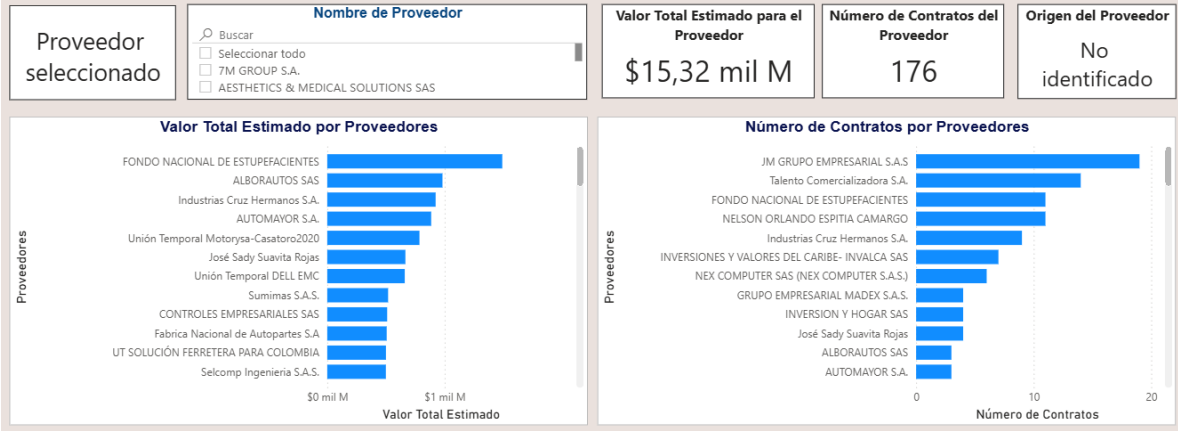 Proveedor
seleccionado
Nombre de Proveedor
Buscar
Seleccionar todo
7M GROUP S.A.
AESTHETICS & MEDICAL SOLUTIONS SAS
Valor Total Estimado para el
Proveedor
$15,32 mil M
Número de Contratos del
Proveedor
176
Origen del Proveedor
No
identificado
Valor Total Estimado por Proveedores
Proveedores
FONDO NACIONAL DE ESTUPEFACIENTES
ALBORAUTOS SAS
Industrias Cruz Hermanos S.A.
AUTOMAYOR S.A.
Unión Temporal Motorysa-Casatoro2020
José Sady Suavita Rojas
Unión Temporal DELL EMC
Sumimas S.A.S.
CONTROLES EMPRESARIALES SAS
Fabrica Nacional de Autopartes S.A
UT SOLUCIÓN FERRETERA PARA COLOMBIA
Selcomp Ingenieria S.A.S.
$0 mil M $1 mil M
Valor Total Estimado
Número de Contratos por Proveedores
Proveedores
JM GRUPO EMPRESARIAL S.A.S
Talento Comercializadora S.A.
FONDO NACIONAL DE ESTUPEFACIENTES
NELSON ORLANDO ESPITIA CAMARGO
Industrias Cruz Hermanos S.A.
INVERSIONES Y VALORES DEL CARIBE- INVALCA SAS
NEX COMPUTER SAS (NEX COMPUTER S.A.S.)
GRUPO EMPRESARIAL MADEX S.A.S.
INVERSION Y HOGAR SAS
José Sady Suavita Rojas
ALBORAUTOS SAS
AUTOMAYOR S.A.
0 10 20
Número de Contratos